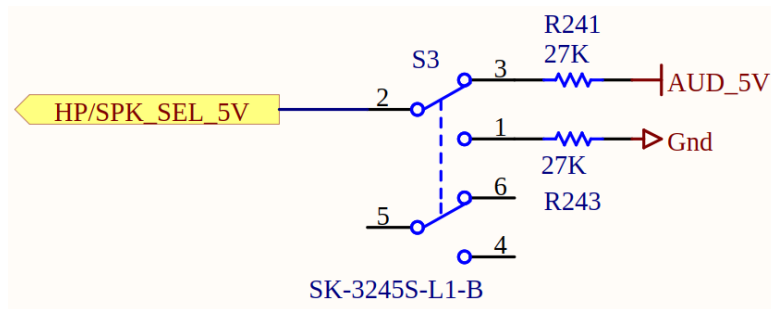 R241
S3
27K
3
AUD_5V
2
HP/SPK_SEL_5V
1
Gnd
27K
6
R243
5
4
SK-3245S-L1-B